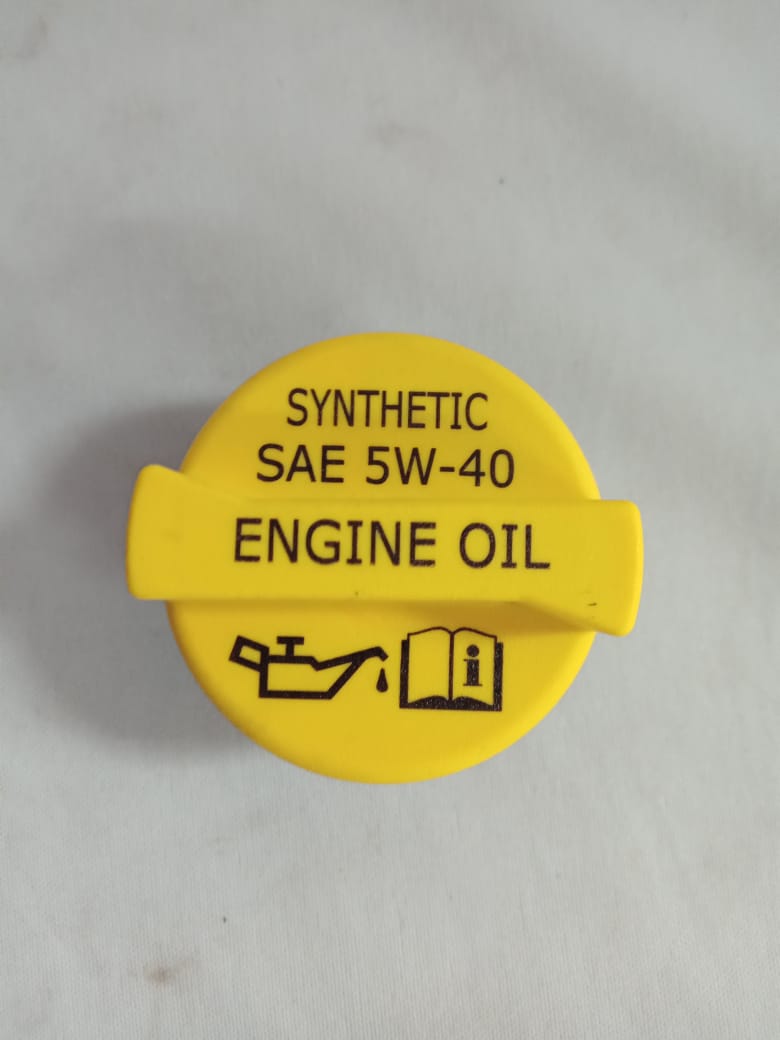 SYNTHETIC
SAE 5W-40
ENGINE OIL
i